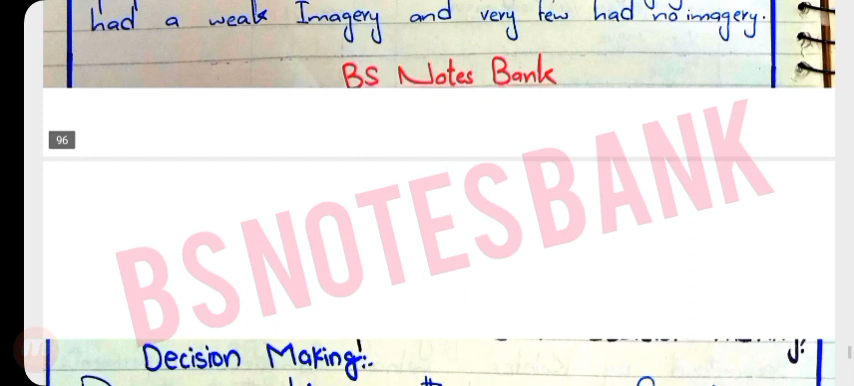 had a weak Imagery and very few had no imagery.
BS Notes Bank
96
BSNOTESBANK
Decision Making:-